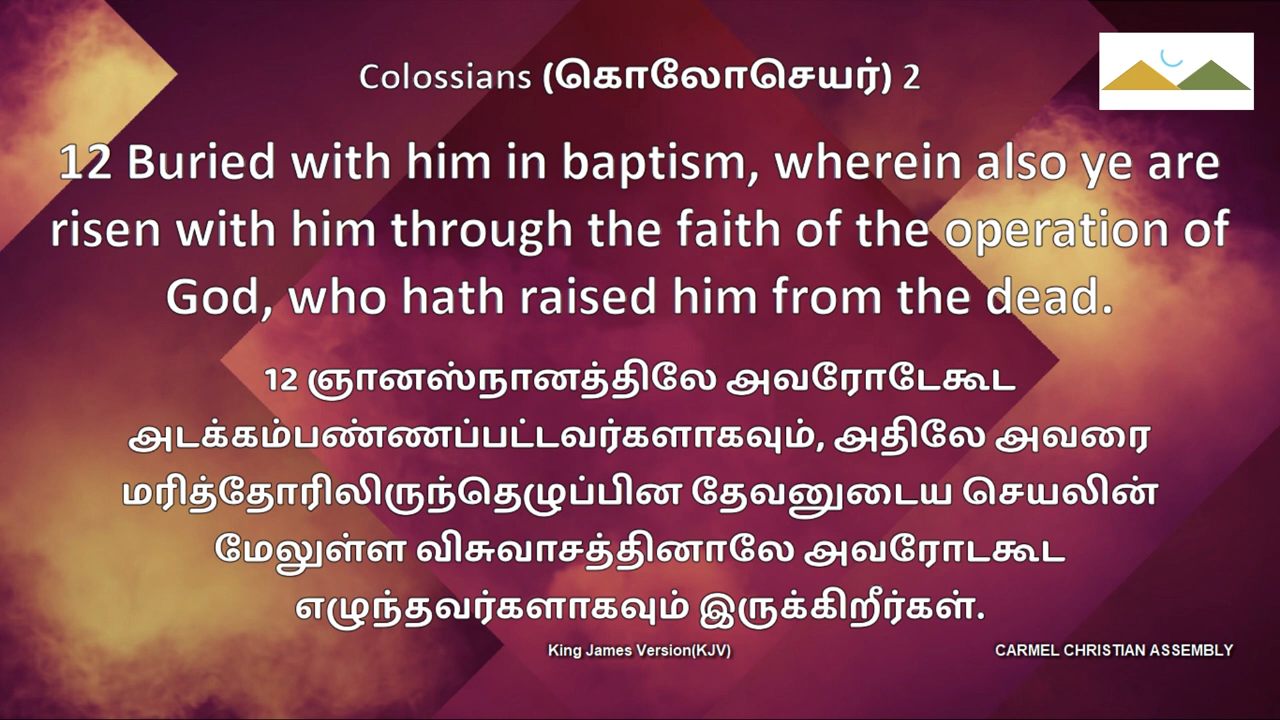 Colossians (கொலோசெயர்) 2
12 Buried with him in baptism, wherein also ye are
risen with him through the faith of the operation of
God, who hath raised him from the dead.
12 ஞானஸ்நானத்திலே அவரோடேகூட
அடக்கம்பண்ணப்பட்டவர்களாகவும், அதிலே அவரை
மரித்தோரிலிருந்தெழுப்பின தேவனுடைய செயலின்
மேலுள்ள விசுவாசத்தினாலே அவரோடகூட
எழுந்தவர்களாகவும் இருக்கிறீர்கள்.
King James Version(KJV)
CARMEL CHRISTIAN ASSEMBLY